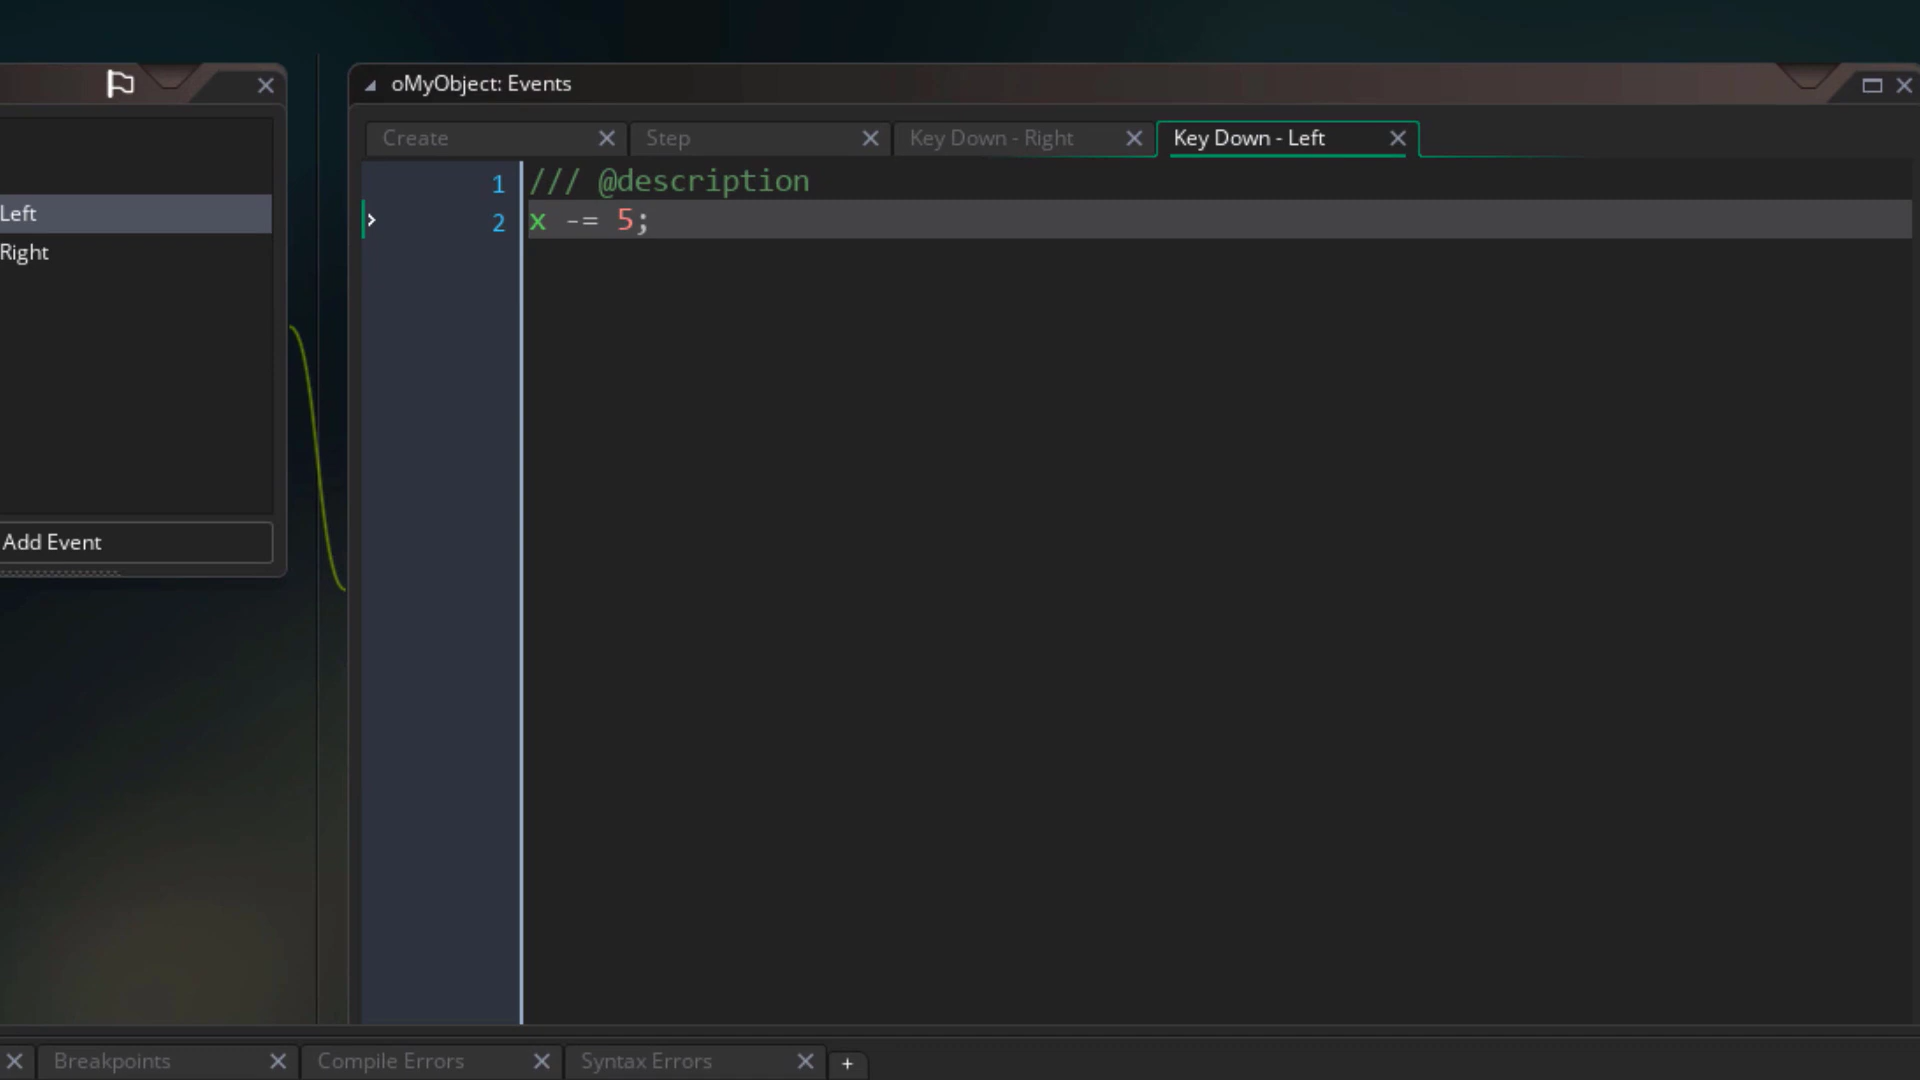 oMyObject: Events
Create
Step
Key Down - Right
Key Down - Left
1 /// @description
2 x -= 5;
Left
Right
Add Event
Breakpoints
Compile Errors
Syntax Errors
+